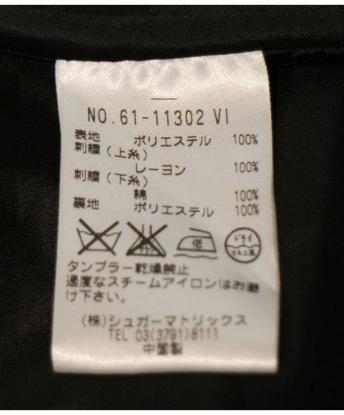 NO.61-11302 VI
表地 ポリエステル 100%
刺繍(上糸)
レーヨン 100%
刺繍(下糸)
綿 100%
裏地 ポリエステル 100%
低 ドライ
タンブラー乾燥禁止
過度なスチームアイロンはお避
け下さい。
(株)シュガーマトリックス
TEL 03(3791)8111
中国製